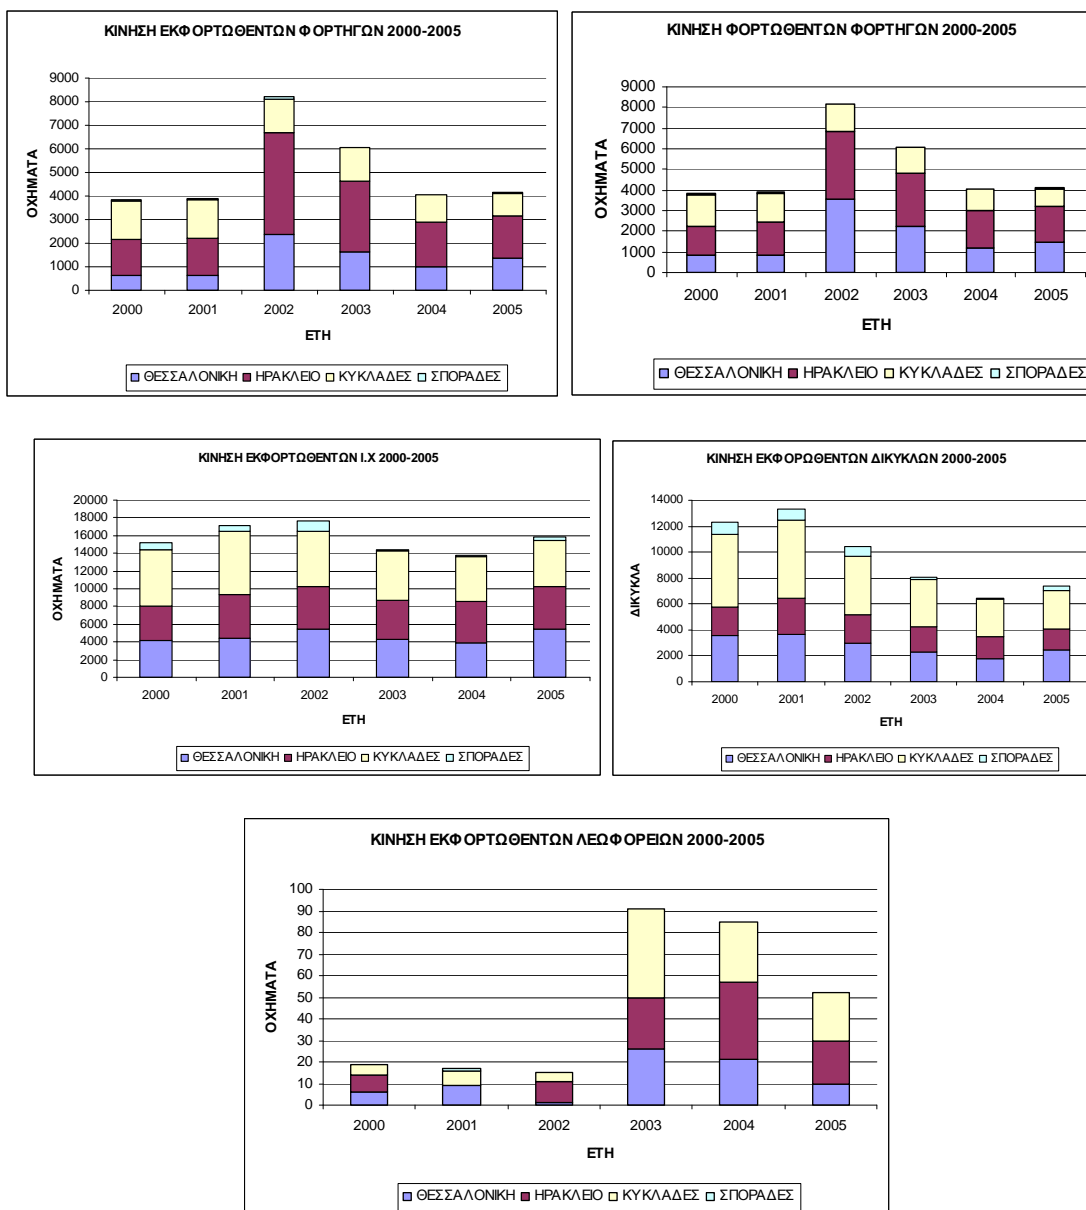 ΚΙΝΗΣΗ ΕΚΦΟΡΤΩΘΕΝΤΩΝ ΦΟΡΤΗΓΩΝ 2000-2005
9000
8000
7000
6000
5000
4000
3000
2000
1000
0
ΟΧΗΜΑΤΑ
2000 2001 2002 2003 2004 2005
ΕΤΗ
ΘΕΣΣΑΛΟΝΙΚΗ ΗΡΑΚΛΕΙΟ ΚΥΚΛΑΔΕΣ ΣΠΟΡΑΔΕΣ
ΚΙΝΗΣΗ ΦΟΡΤΩΘΕΝΤΩΝ ΦΟΡΤΗΓΩΝ 2000-2005
9000
8000
7000
6000
5000
4000
3000
2000
1000
0
ΟΧΗΜΑΤΑ
2000 2001 2002 2003 2004 2005
ΕΤΗ
ΘΕΣΣΑΛΟΝΙΚΗ ΗΡΑΚΛΕΙΟ ΚΥΚΛΑΔΕΣ ΣΠΟΡΑΔΕΣ
ΚΙΝΗΣΗ ΕΚΦΟΡΤΩΘΕΝΤΩΝ Ι.Χ 2000-2005
20000
18000
16000
14000
12000
10000
8000
6000
4000
2000
0
ΟΧΗΜΑΤΑ
2000 2001 2002 2003 2004 2005
ΕΤΗ
ΘΕΣΣΑΛΟΝΙΚΗ ΗΡΑΚΛΕΙΟ ΚΥΚΛΑΔΕΣ ΣΠΟΡΑΔΕΣ
ΚΙΝΗΣΗ ΕΚΦΟΡΩΘΕΝΤΩΝ ΔΙΚΥΚΛΩΝ 2000-2005
14000
12000
10000
8000
6000
4000
2000
0
ΔΙΚΥΚΛΑ
2000 2001 2002 2003 2004 2005
ΕΤΗ
ΘΕΣΣΑΛΟΝΙΚΗ ΗΡΑΚΛΕΙΟ ΚΥΚΛΑΔΕΣ ΣΠΟΡΑΔΕΣ
ΚΙΝΗΣΗ ΕΚΦΟΡΤΩΘΕΝΤΩΝ ΛΕΩΦΟΡΕΙΩΝ 2000-2005
100
90
80
70
60
50
40
30
20
10
0
ΟΧΗΜΑΤΑ
2000 2001 2002 2003 2004 2005
ΕΤΗ
ΘΕΣΣΑΛΟΝΙΚΗ ΗΡΑΚΛΕΙΟ ΚΥΚΛΑΔΕΣ ΣΠΟΡΑΔΕΣ